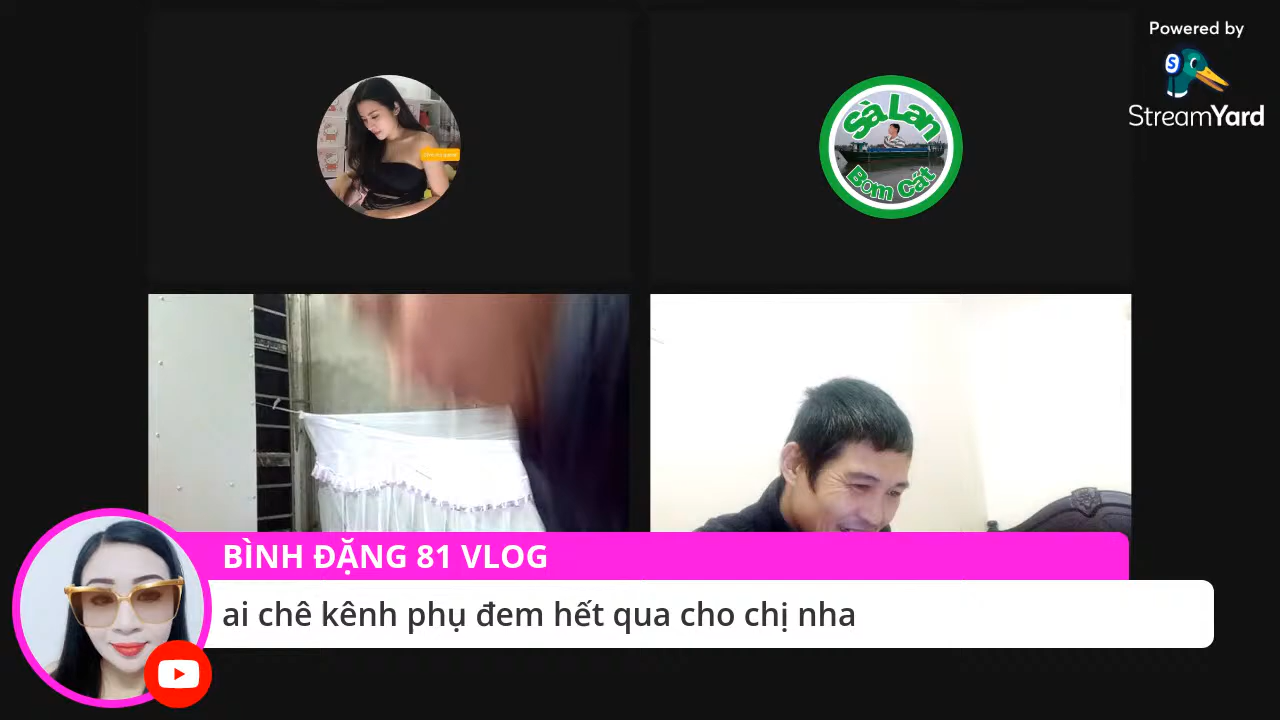 Powered by
S
StreamYard
Sà Lan
Bơm Cát
BÌNH ĐẶNG 81 VLOG
ai chê kênh phụ đem hết qua cho chị nha